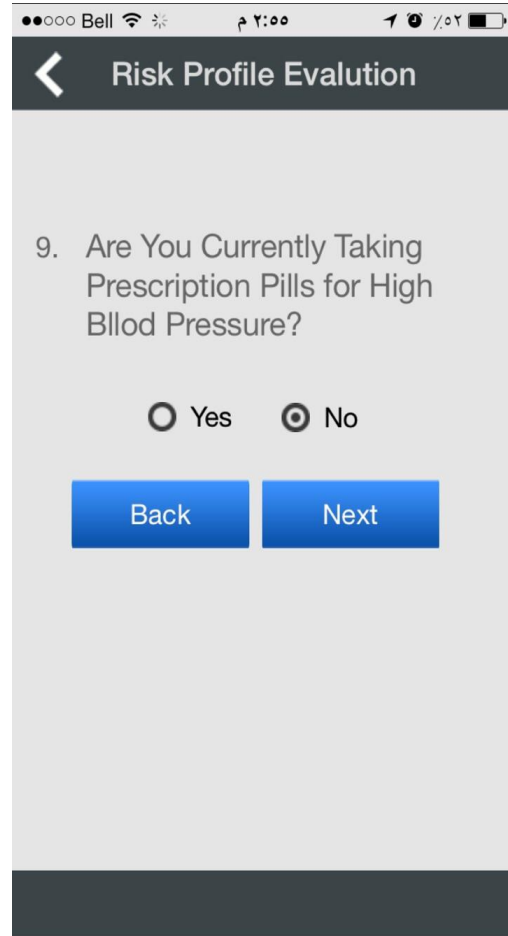 Bell ٢:٥٥ م ٪٥٢
Risk Profile Evalution
9. Are You Currently Taking
Prescription Pills for High
Bllod Pressure?
Yes No
Back Next